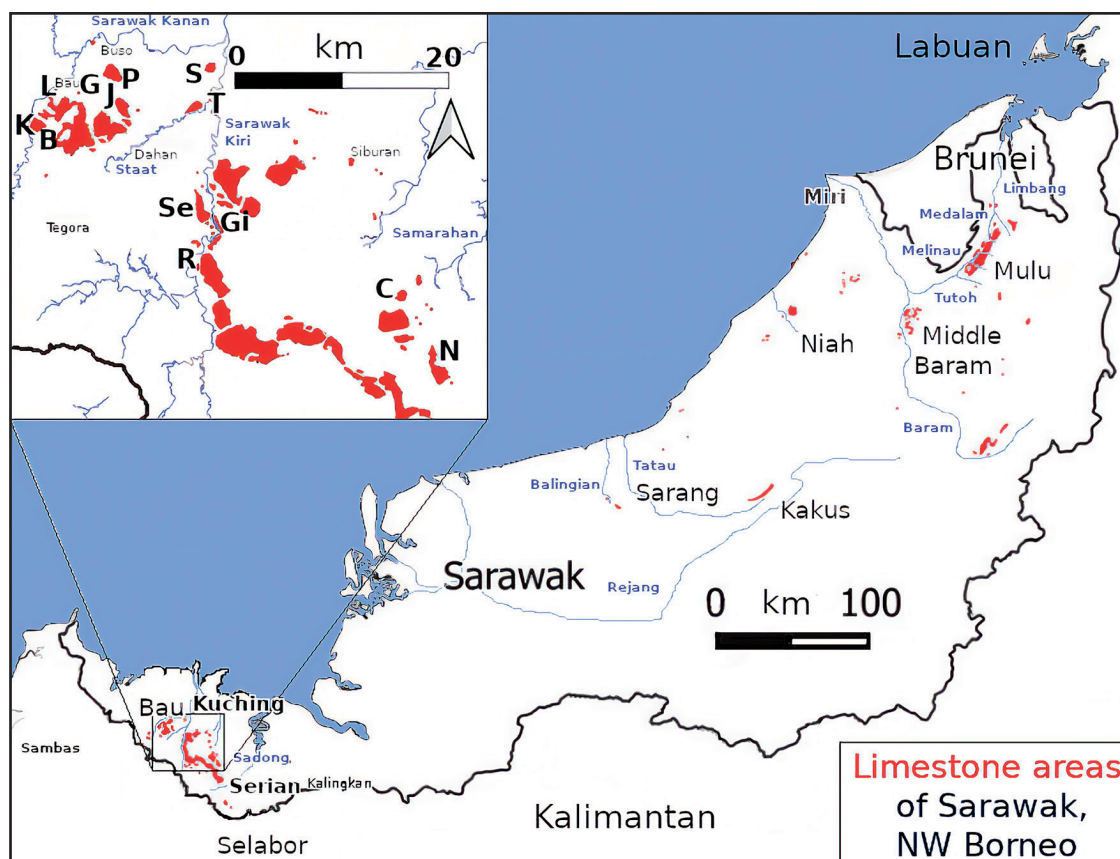 Sarawak Kanan
Buso
km
0
20
S
L
Bau
G
P
J
T
K
B
Sarawak
Kiri
Dahan
Staat
Siburan
Se
Gi
Tegora
Samarahan
R
C
N
Labuan
Brunei
Miri
Limbang
Medalam
Melinau
Mulu
Tutoh
Niah
Middle
Baram
Baram
Tatau
Balingian
Sarang
Kakus
Sarawak
Rejang
0
km
100
Bau
Kuching
Sambas
Sadong
Serian
Kalingkan
Kalimantan
Selabor
Limestone areas
of Sarawak,
NW Borneo